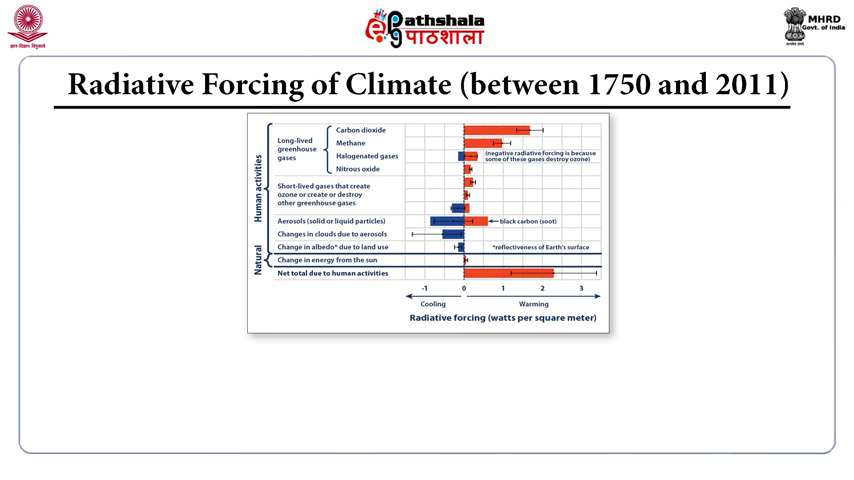 ज्ञान-विज्ञान विमुक्तये
ePathshala
पाठशाला
MHRD
Govt. of India
Radiative Forcing of Climate (between 1750 and 2011)
Human activities
Natural
Long-lived
greenhouse
gases
Carbon dioxide
Methane
Halogenated gases
(negative radiative forcing is because
some of these gases destroy ozone)
Nitrous oxide
Short-lived gases that create
ozone or create or destroy
other greenhouse gases
Aerosols (solid or liquid particles)
black carbon (soot)
Changes in clouds due to aerosols
Change in albedo* due to land use
*reflectiveness of Earth's surface
Change in energy from the sun
Net total due to human activities
-1 0 1 2 3
Cooling Warming
Radiative forcing (watts per square meter)